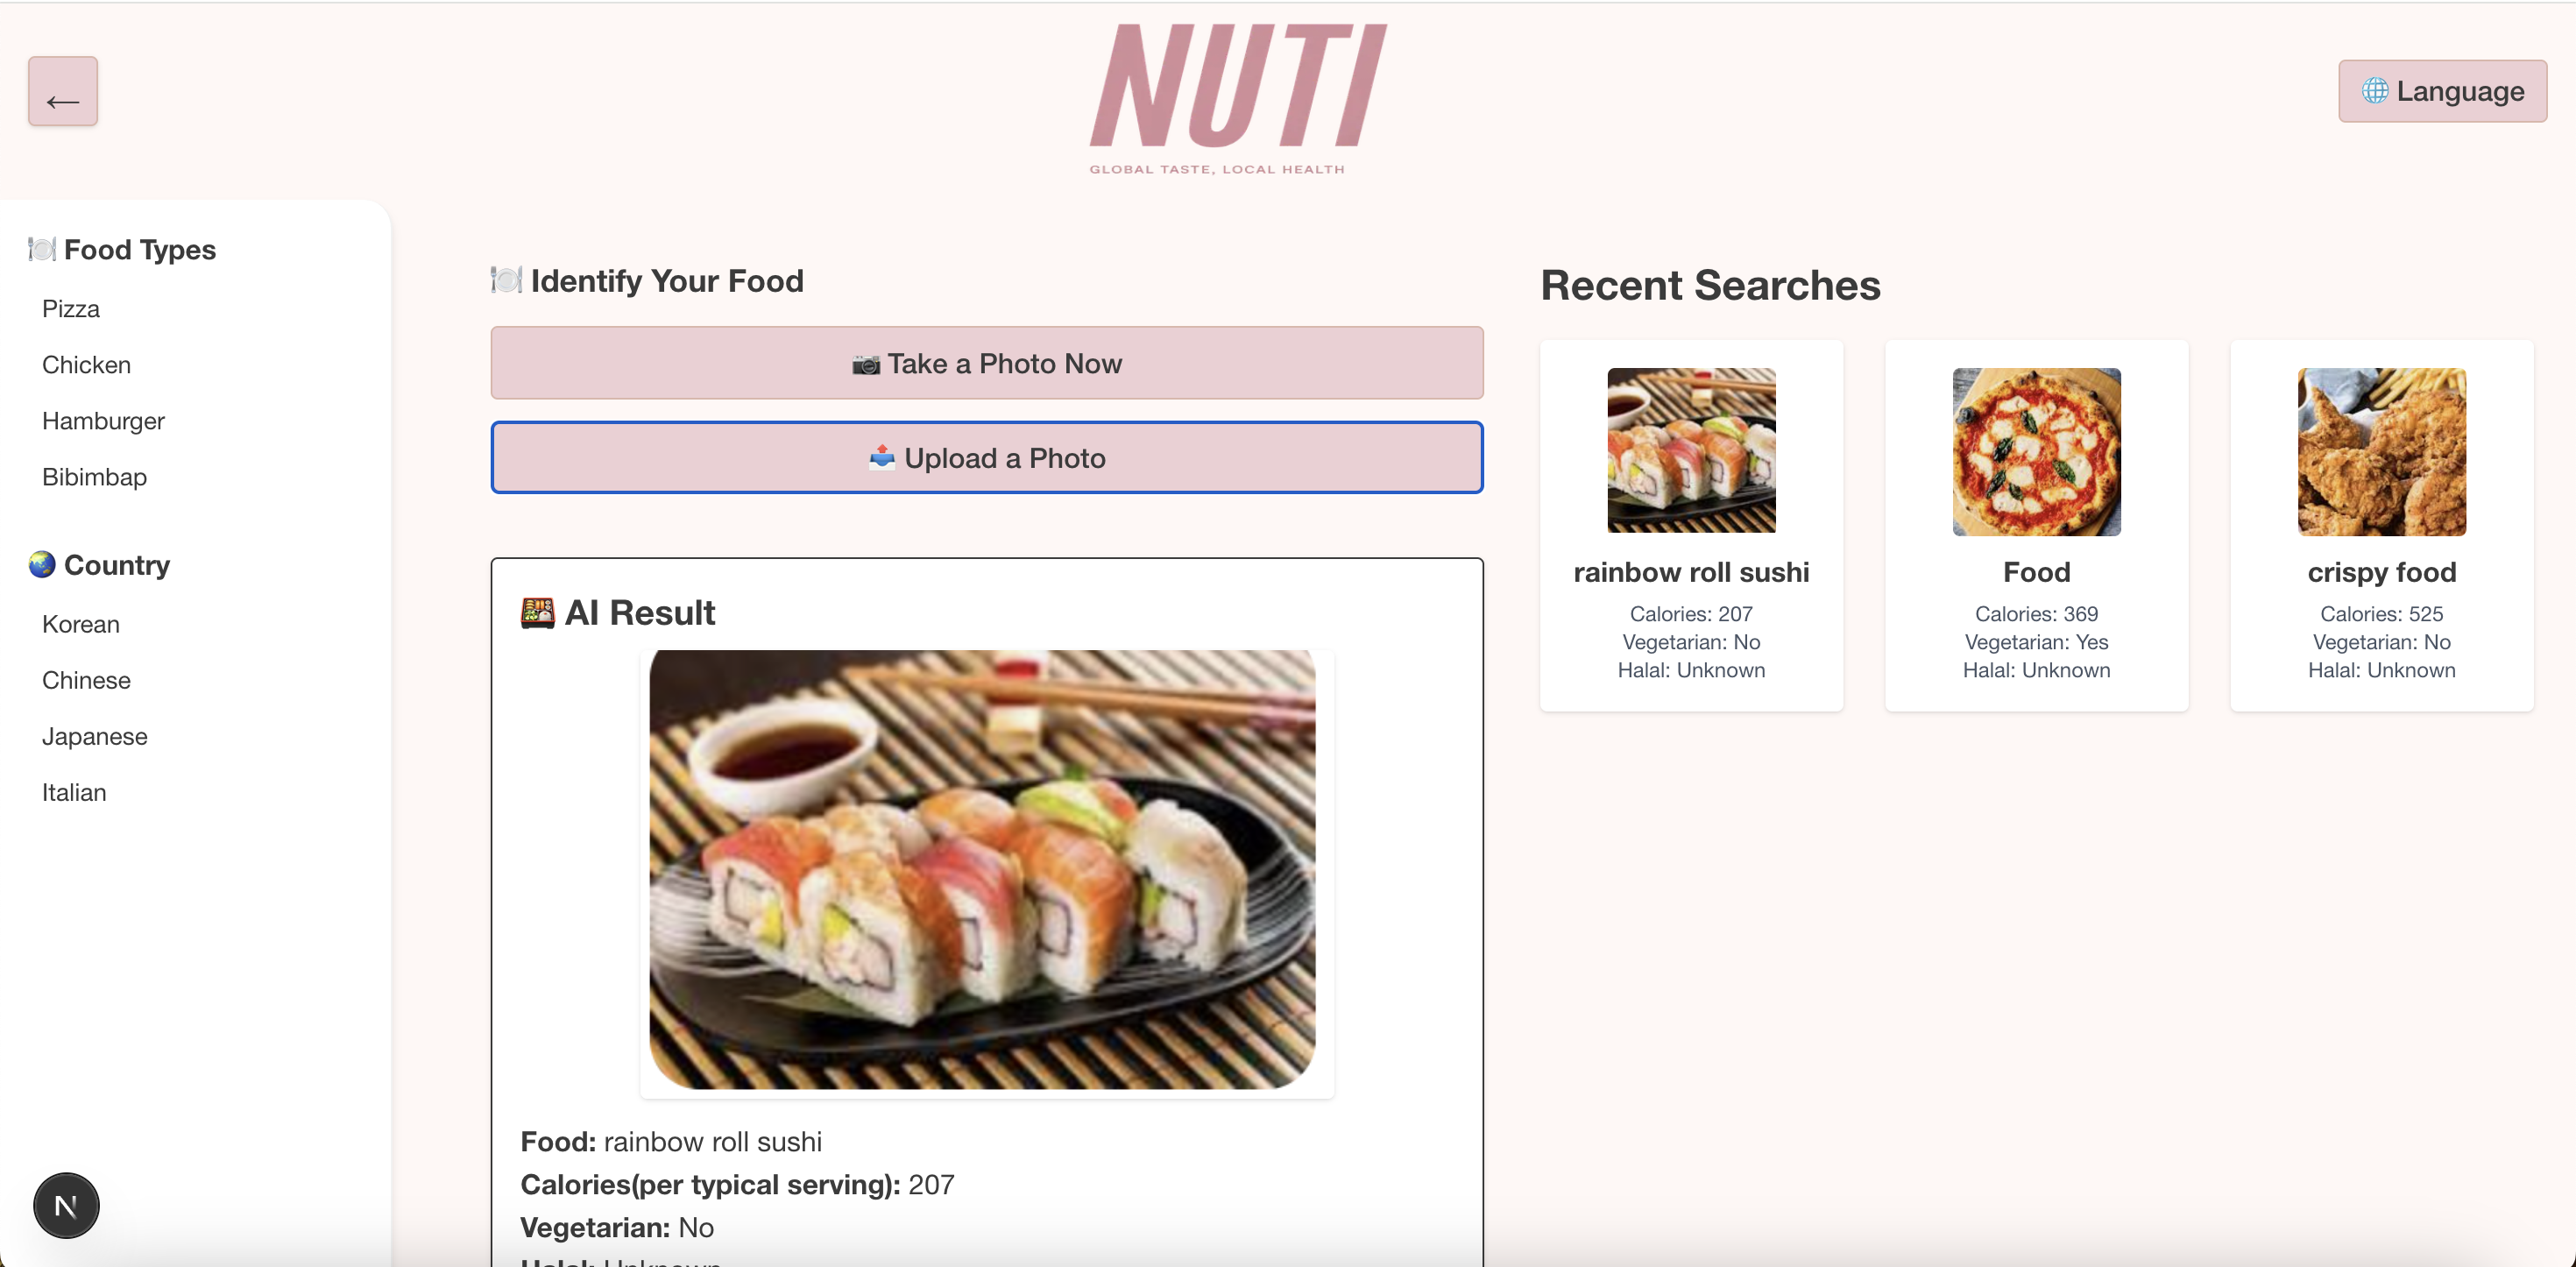 ←
NUTI
GLOBAL TASTE, LOCAL HEALTH
🌐 Language
🍽️ Food Types
Pizza
Chicken
Hamburger
Bibimbap
🌏 Country
Korean
Chinese
Japanese
Italian
N
🍽️ Identify Your Food
📷 Take a Photo Now
📤 Upload a Photo
🍱 AI Result
Food: rainbow roll sushi
Calories(per typical serving): 207
Vegetarian: No
Halal: Unknown
Recent Searches
rainbow roll sushi
Calories: 207
Vegetarian: No
Halal: Unknown
Food
Calories: 369
Vegetarian: Yes
Halal: Unknown
crispy food
Calories: 525
Vegetarian: No
Halal: Unknown